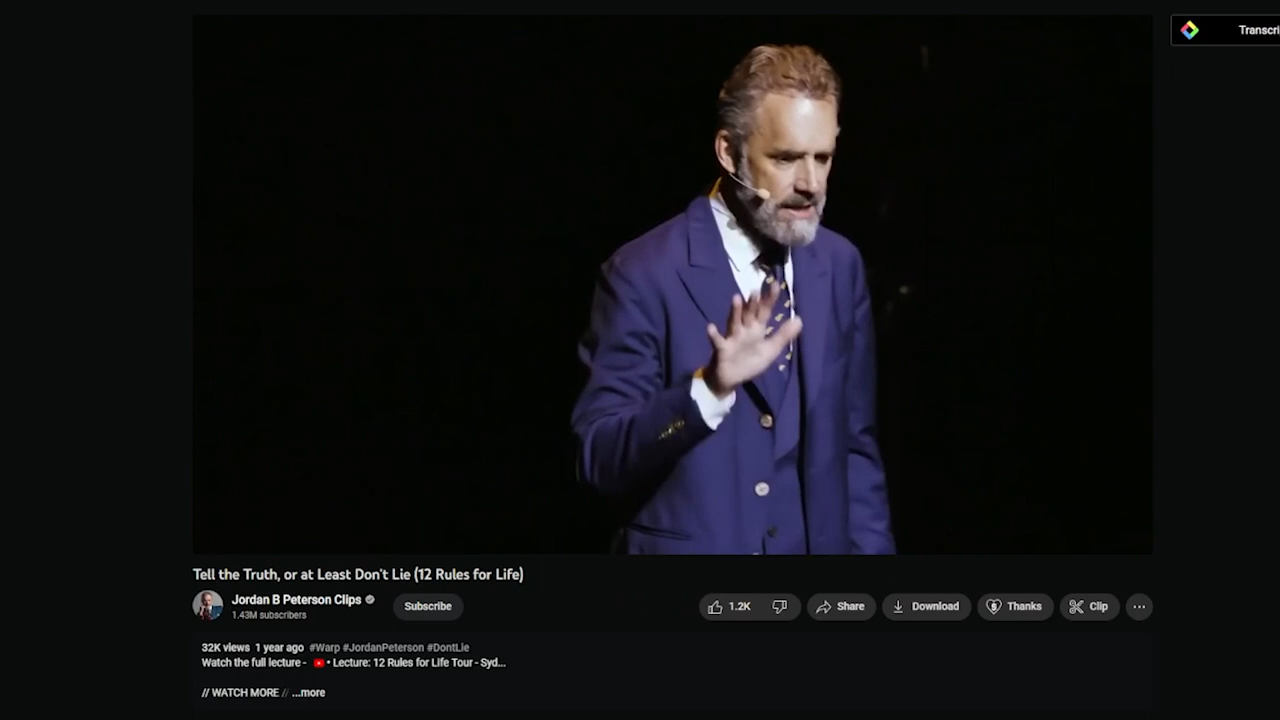 Transcri
Tell the Truth, or at Least Don't Lie (12 Rules for Life)
Jordan B Peterson Clips
1.43M subscribers
Subscribe
1.2K
Share
Download
Thanks
Clip
32K views 1 year ago #Warp #JordanPeterson #DontLie
Watch the full lecture - • Lecture: 12 Rules for Life Tour - Syd...
// WATCH MORE // ...more